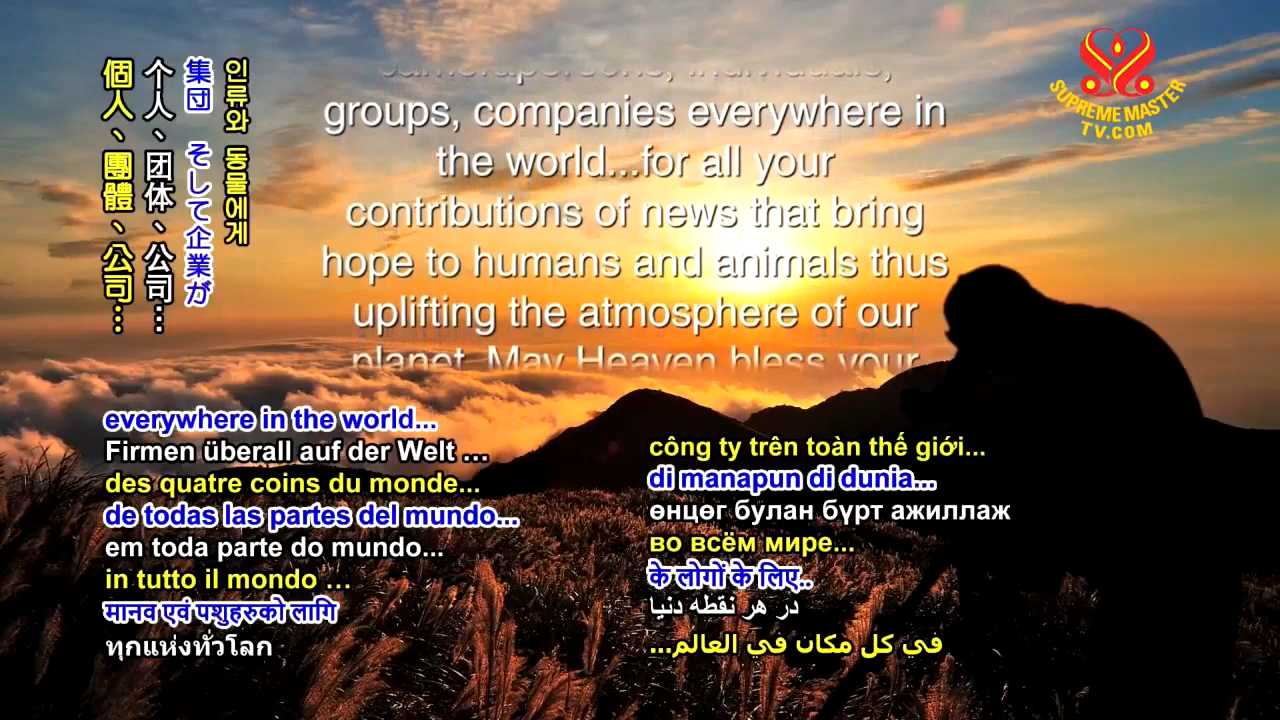 SUPREME MASTER
TV.COM
groups, companies everywhere in
the world...for all your
contributions of news that bring
hope to humans and animals thus
uplifting the atmosphere of our
planet. May Heaven bless your
인류와 동물에게
集団 そして企業が
个人、团体、公司…
個人、團體、公司…
everywhere in the world...
Firmen überall auf der Welt …
des quatre coins du monde...
de todas las partes del mundo...
em toda parte do mundo...
in tutto il mondo …
मानव एवं पशुहरुको लागि
ทุกแห่งทั่วโลก
công ty trên toàn thế giới...
di manapun di dunia...
өнцөг булан бүрт ажиллаж
во всём мире...
के लोगों के लिए..
در هر نقطه دنیا
في كل مكان في العالم...